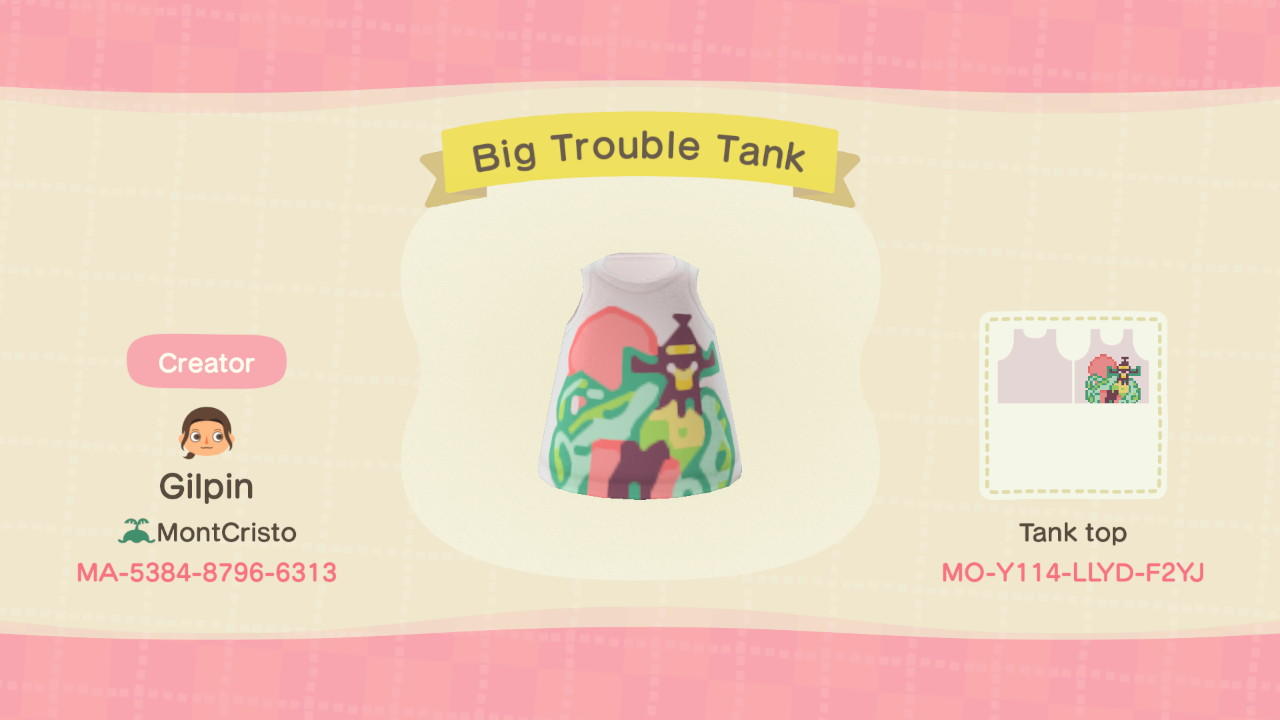 Big Trouble Tank
Creator
Gilpin
MontCristo
MA-5384-8796-6313
Tank top
MO-Y114-LLYD-F2YJ